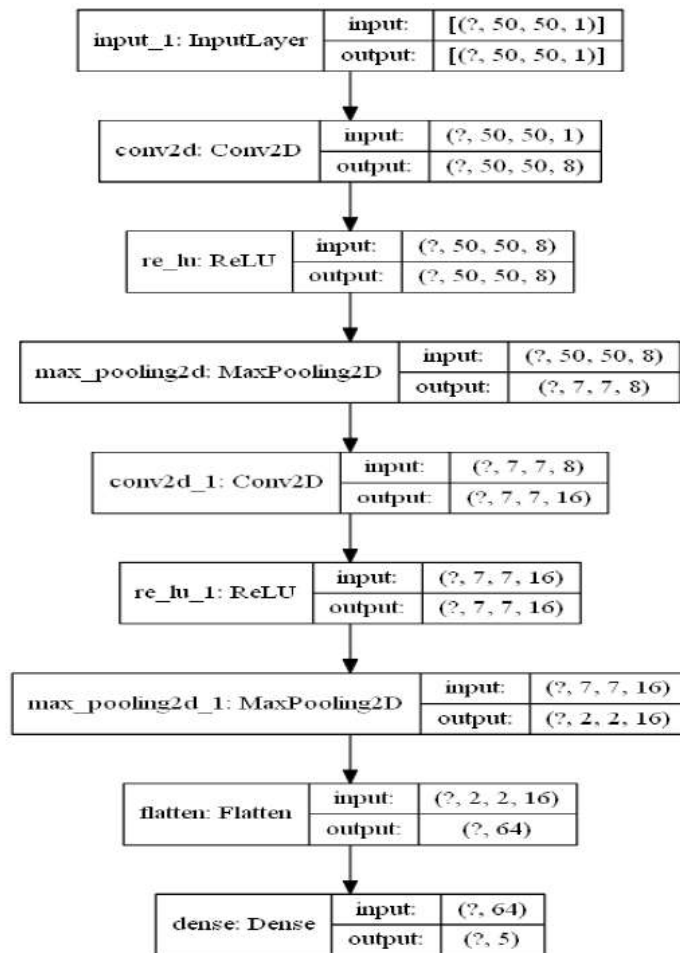 input_1: InputLayer
input: [(?, 50, 50, 1)]
output: [(?, 50, 50, 1)]
conv2d: Conv2D
input: (?, 50, 50, 1)
output: (?, 50, 50, 8)
re_lu: ReLU
input: (?, 50, 50, 8)
output: (?, 50, 50, 8)
max_pooling2d: MaxPooling2D
input: (?, 50, 50, 8)
output: (?, 7, 7, 8)
conv2d_1: Conv2D
input: (?, 7, 7, 8)
output: (?, 7, 7, 16)
re_lu_1: ReLU
input: (?, 7, 7, 16)
output: (?, 7, 7, 16)
max_pooling2d_1: MaxPooling2D
input: (?, 7, 7, 16)
output: (?, 2, 2, 16)
flatten: Flatten
input: (?, 2, 2, 16)
output: (?, 64)
dense: Dense
input: (?, 64)
output: (?, 5)